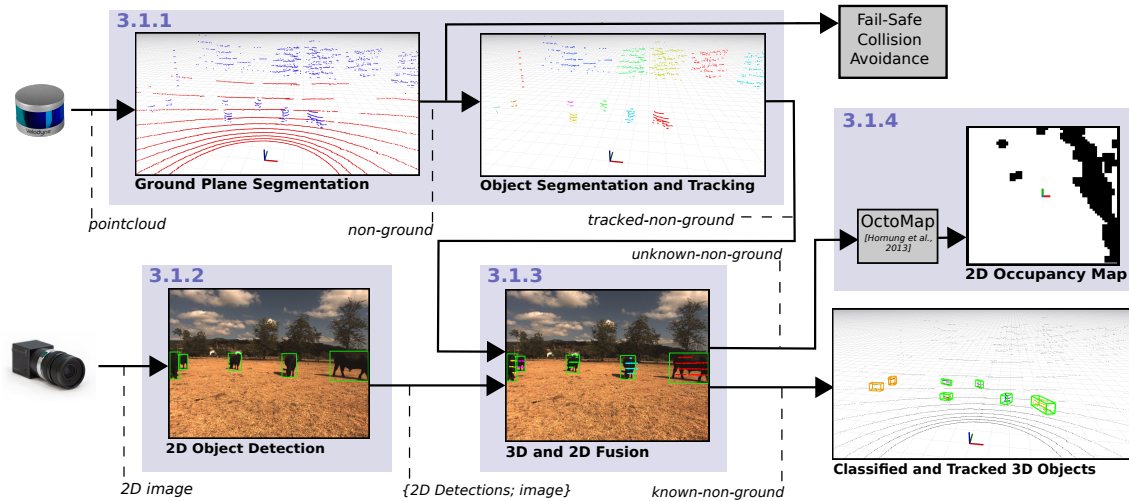 3.1.1
Fail-Safe
Collision
Avoidance
Velodyne
Ground Plane Segmentation
Object Segmentation and Tracking
pointcloud
non-ground
tracked-non-ground
unknown-non-ground
3.1.4
OctoMap
[Hornung et al.,
2013]
2D Occupancy Map
3.1.2
3.1.3
2D Object Detection
3D and 2D Fusion
Classified and Tracked 3D Objects
2D image
{2D Detections; image}
known-non-ground